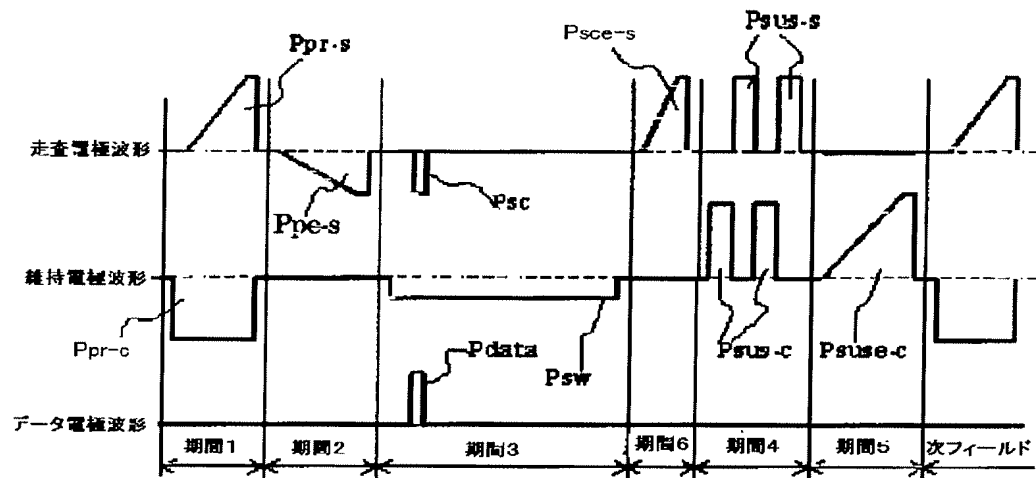 Ppr-s
Psce-s
Psus-s
走査電極波形
Ppe-s
Psc
維持電極波形
Ppr-c
Pdata
Psw
Psus-c
Psuse-c
データ電極波形
期間1
期間2
期間3
期間6
期間4
期間5
次フィールド